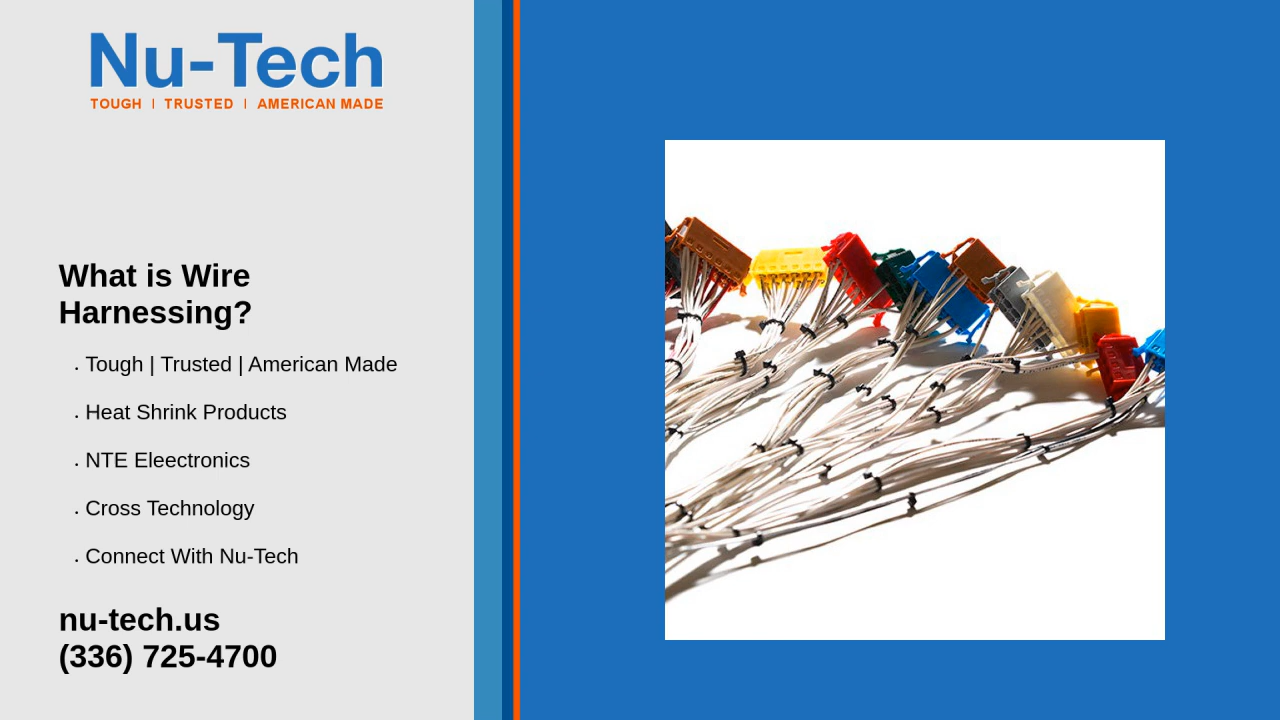 Nu-Tech
TOUGH | TRUSTED | AMERICAN MADE
What is Wire
Harnessing?
· Tough | Trusted | American Made
· Heat Shrink Products
· NTE Eleectronics
· Cross Technology
· Connect With Nu-Tech
nu-tech.us
(336) 725-4700